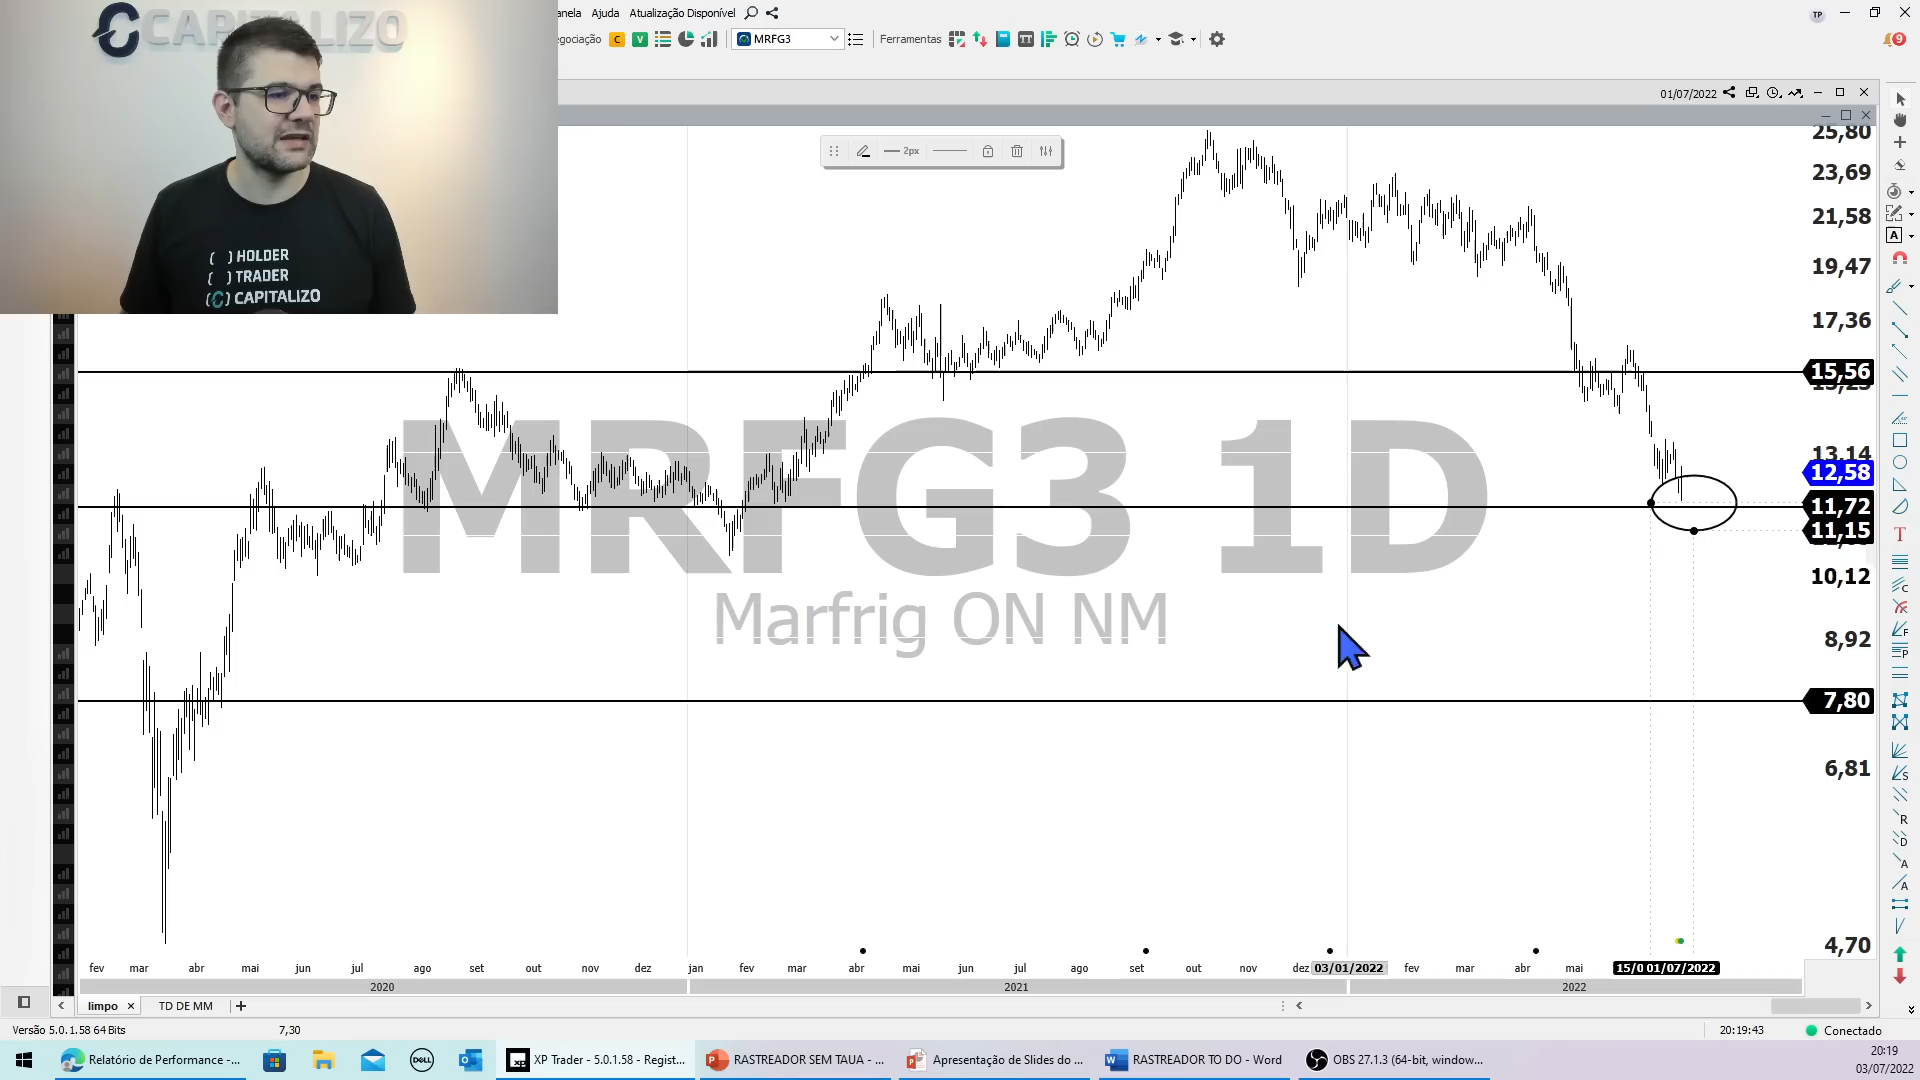 CAPITALIZO
( ) HOLDER
( ) TRADER
( ) CAPITALIZO
Ajuda Atualização Disponível
TP
C V MRFG3 Ferramentas
9
01/07/2022
2px
25,80
23,69
21,58
19,47
17,36
15,56
13,14
12,58
11,72
11,15
10,12
8,92
7,80
6,81
4,70
MRFG3 1D
Marfrig ON NM
fev mar abr mai jun jul ago set out nov dez jan fev mar abr mai jun jul ago set out nov dez 03/01/2022 fev mar abr mai 15/0 01/07/2022
2020 2021 2022
limpo TD DE MM
Versão 5.0.1.58 64 Bits 7,30 20:19:43 Conectado
Relatório de Performance -... DELL XP XP Trader - 5.0.1.58 - Regist... RASTREADOR SEM TAUA - ... Apresentação de Slides do ... RASTREADOR TO DO - Word OBS 27.1.3 (64-bit, window...
20:19
03/07/2022